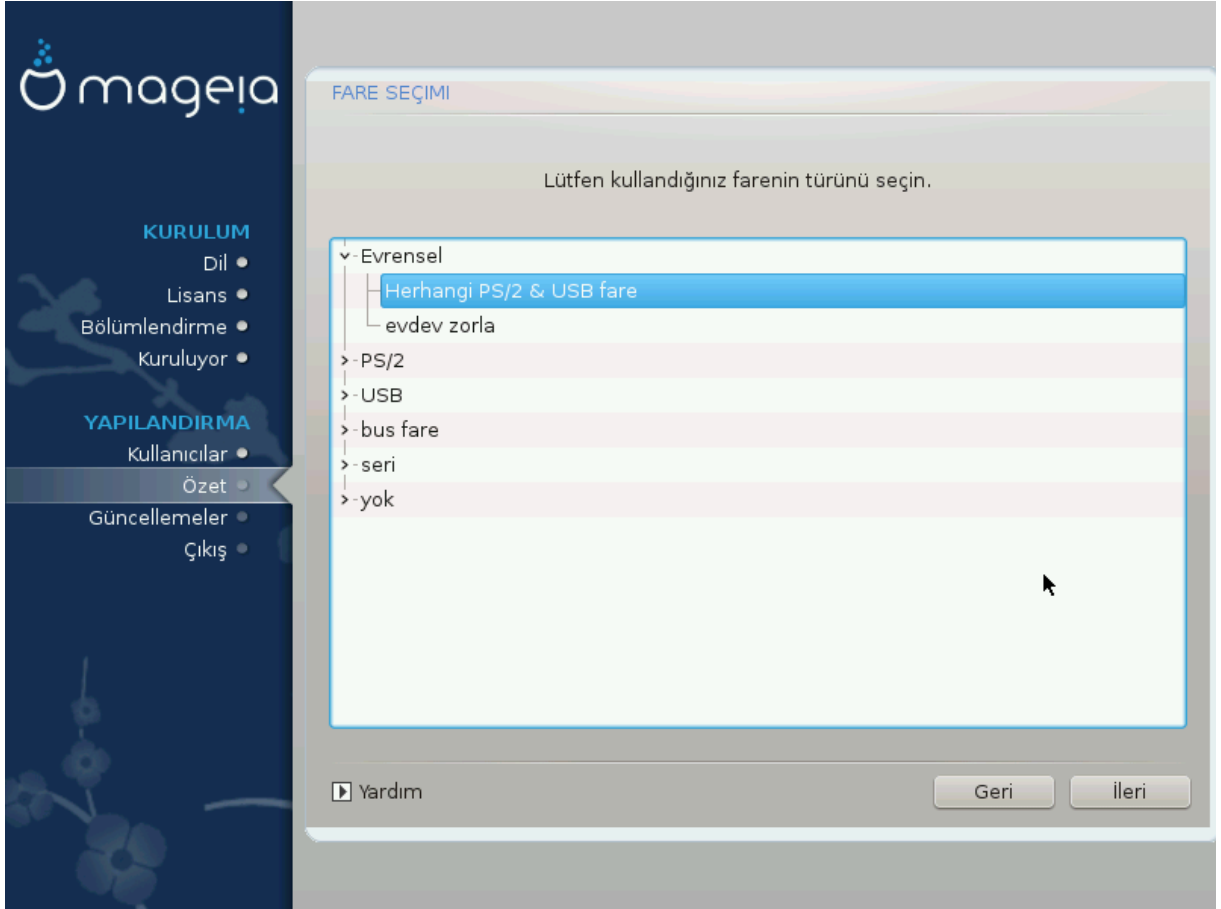 mageia
KURULUM
Dil
Lisans
Bölümlendirme
Kuruluyor
YAPILANDIRMA
Kullanıcılar
Özet
Güncellemeler
Çıkış
FARE SEÇIMI
Lütfen kullandığınız farenin türünü seçin.
Evrensel
Herhangi PS/2 & USB fare
evdev zorla
PS/2
USB
bus fare
seri
yok
Yardım
Geri
İleri